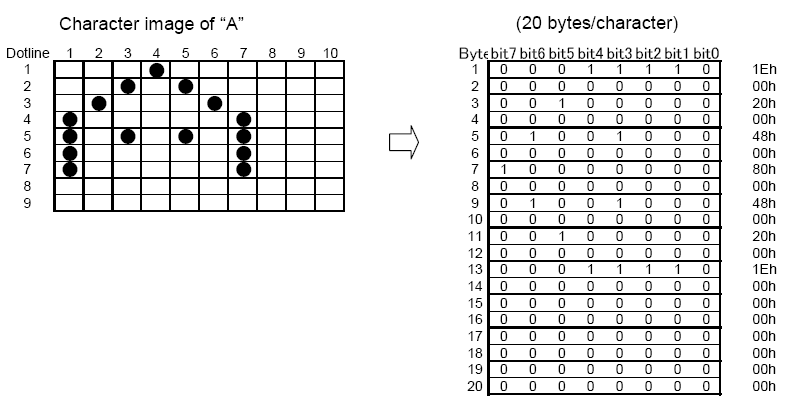 Character image of “A”
(20 bytes/character)
Dotline 1 2 3 4 5 6 7 8 9 10
1
2
3
4
5
6
7
8
9
Byte bit7 bit6 bit5 bit4 bit3 bit2 bit1 bit0
1 0 0 0 1 1 1 1 0 1Eh
2 0 0 0 0 0 0 0 0 00h
3 0 0 1 0 0 0 0 0 20h
4 0 0 0 0 0 0 0 0 00h
5 0 1 0 0 1 0 0 0 48h
6 0 0 0 0 0 0 0 0 00h
7 1 0 0 0 0 0 0 0 80h
8 0 0 0 0 0 0 0 0 00h
9 0 1 0 0 1 0 0 0 48h
10 0 0 0 0 0 0 0 0 00h
11 0 0 1 0 0 0 0 0 20h
12 0 0 0 0 0 0 0 0 00h
13 0 0 0 1 1 1 1 0 1Eh
14 0 0 0 0 0 0 0 0 00h
15 0 0 0 0 0 0 0 0 00h
16 0 0 0 0 0 0 0 0 00h
17 0 0 0 0 0 0 0 0 00h
18 0 0 0 0 0 0 0 0 00h
19 0 0 0 0 0 0 0 0 00h
20 0 0 0 0 0 0 0 0 00h